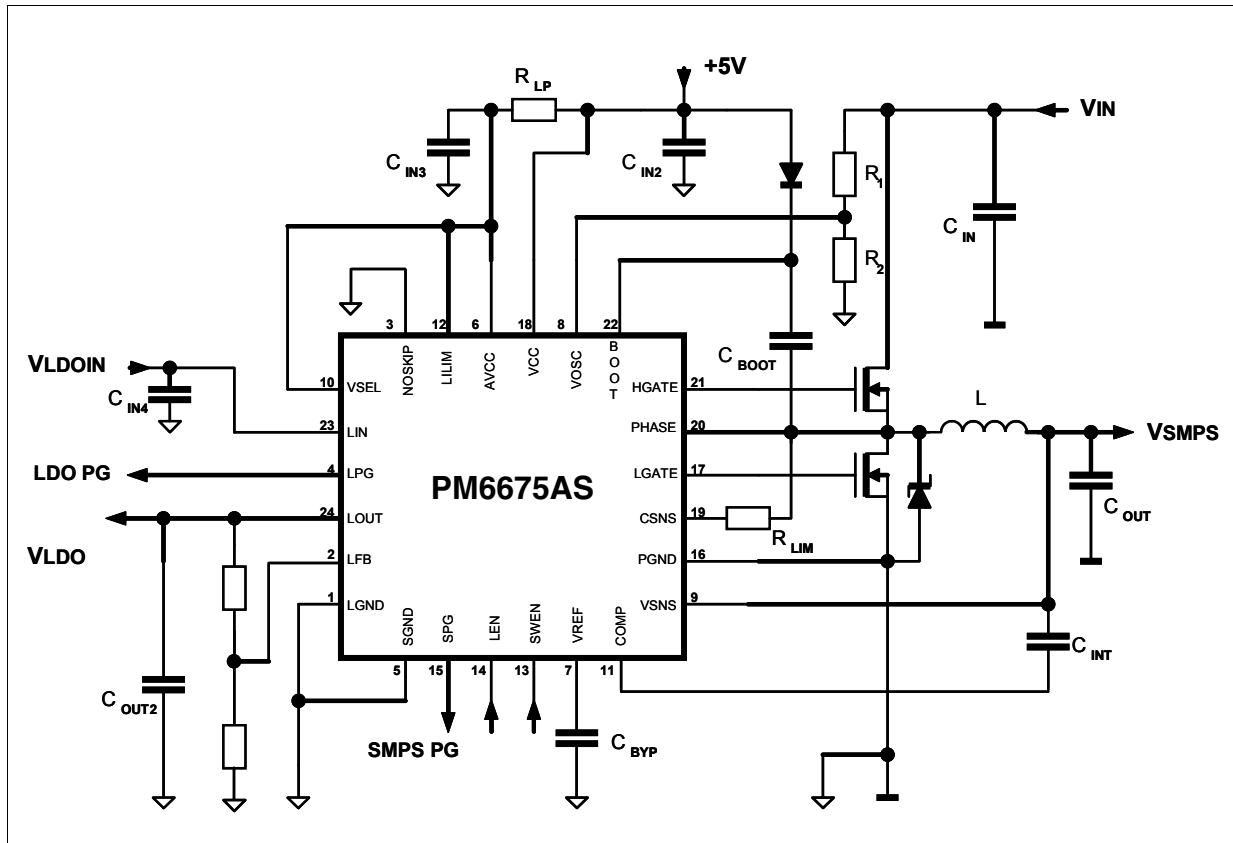 +5V
R LP
VIN
C IN3
C IN2
R1
C IN
R2
3
12
6
18
8
22
NOSKIP
LILIM
AVCC
VCC
VOSC
BOOT
C BOOT
VLDOIN
C IN4
10 VSEL
HGATE 21
L
23 LIN
PHASE 20
VSMPS
LDO PG
4 LPG
PM6675AS
LGATE 17
C OUT
24 LOUT
CSNS 19
R LIM
VLDO
2 LFB
PGND 16
1 LGND
VSNS 9
SGND
SPG
LEN
SWEN
VREF
COMP
C INT
5
15
14
13
7
11
C OUT2
SMPS PG
C BYP